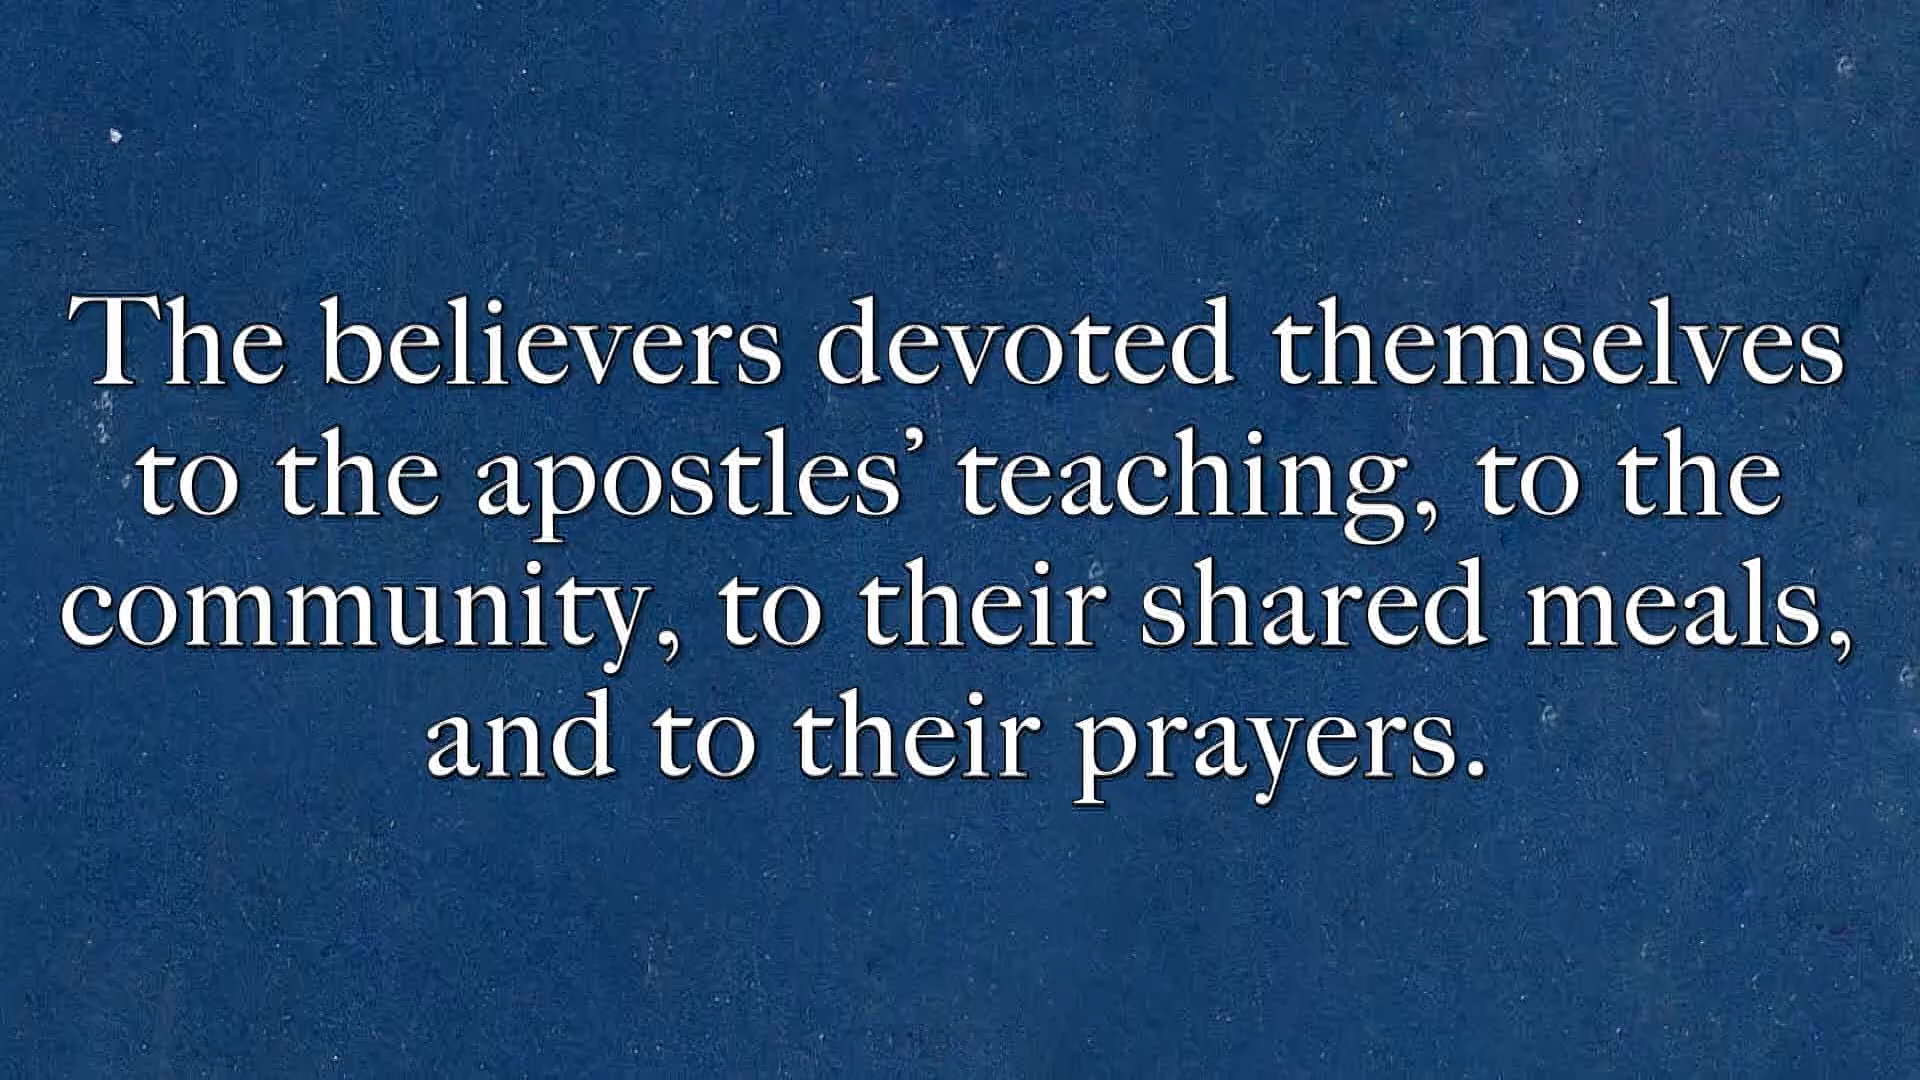 The believers devoted themselves
to the apostles’ teaching, to the
community, to their shared meals,
and to their prayers.